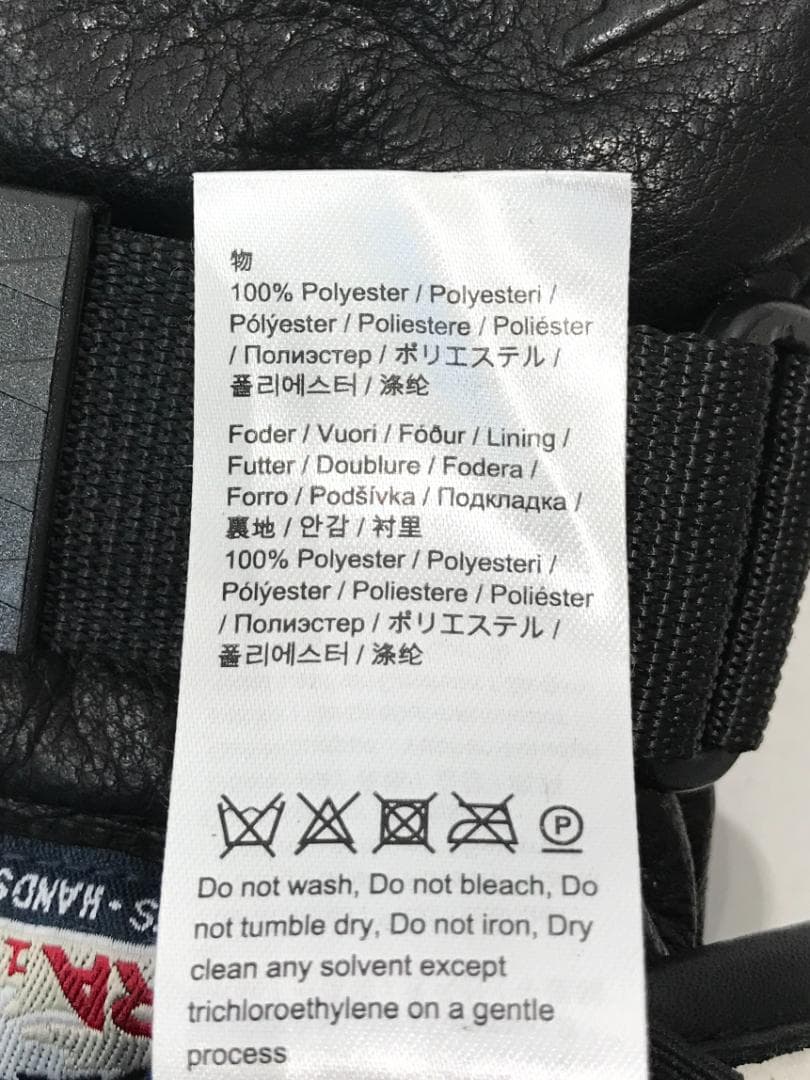 物
100% Polyester / Polyesteri /
Pólýester / Poliestere / Poliéster
/ Полиэстер / ポリエステル /
폴리에스터 / 涤纶
Foder / Vuori / Fóður / Lining /
Futter / Doublure / Fodera /
Forro / Podšívka / Подкладка /
裏地 / 안감 / 衬里
100% Polyester / Polyesteri /
Pólýester / Poliestere / Poliéster
/ Полиэстер / ポリエステル /
폴리에스터 / 涤纶
P
Do not wash, Do not bleach, Do
not tumble dry, Do not iron, Dry
clean any solvent except
trichloroethylene on a gentle
process
S - HANDS
RA